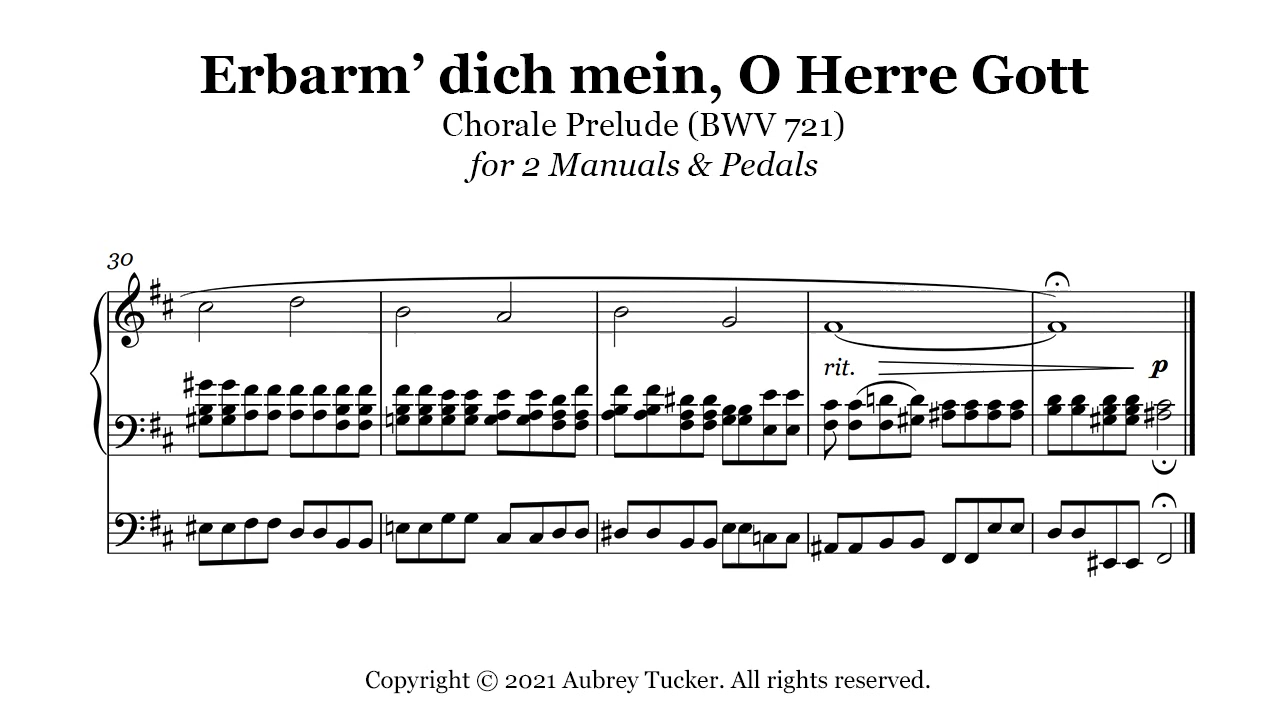 Erbarm’ dich mein, O Herre Gott
Chorale Prelude (BWV 721)
for 2 Manuals & Pedals
30
rit.
p
Copyright © 2021 Aubrey Tucker. All rights reserved.